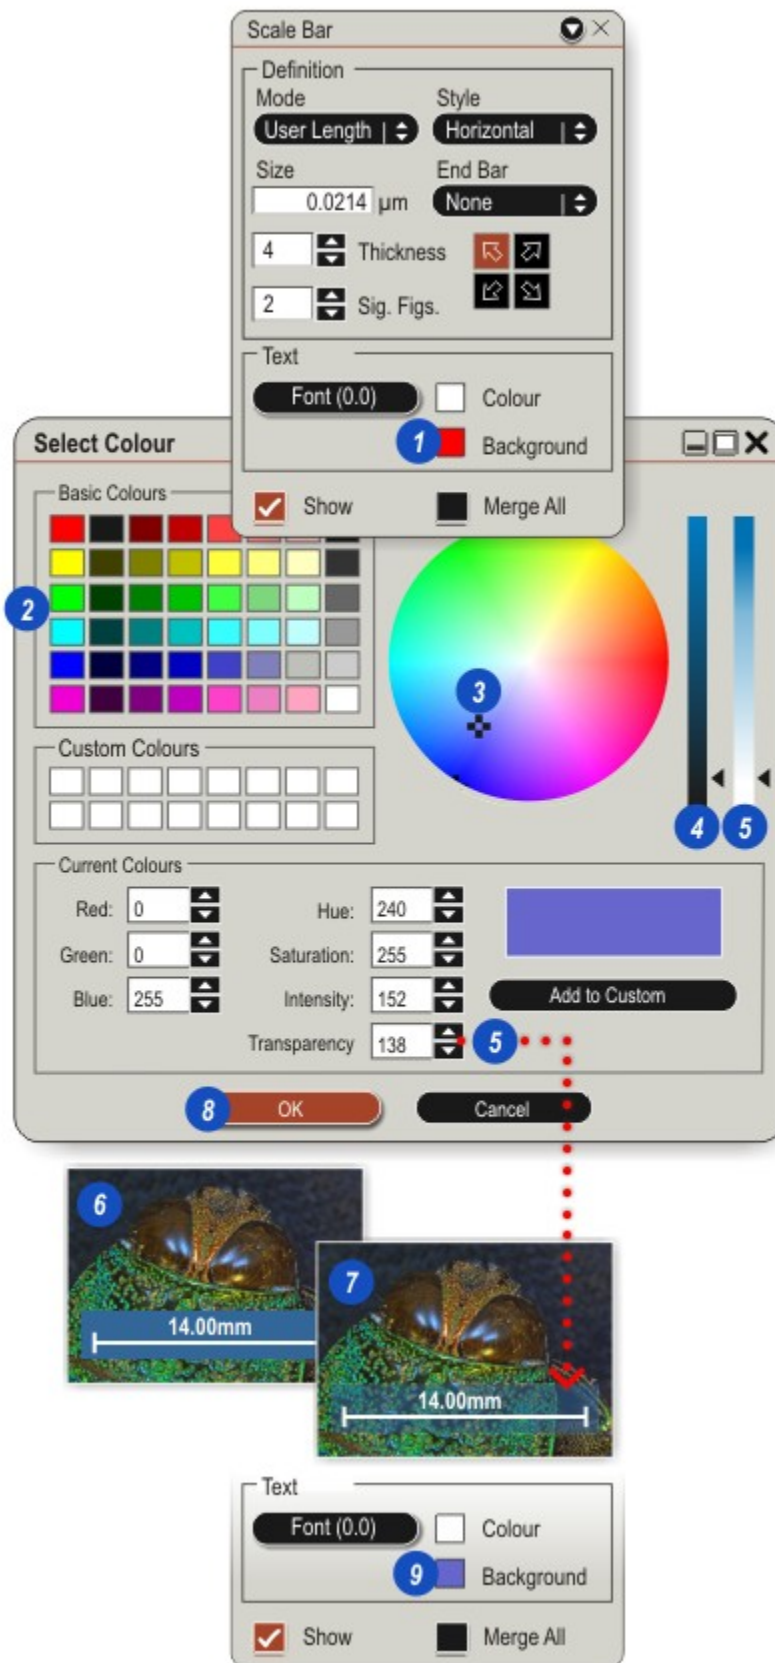 Scale Bar
Definition
Mode Style
User Length Horizontal
Size End Bar
0.0214 µm None
4 Thickness
2 Sig. Figs.
Text
Font (0.0) Colour
1 Background
Show Merge All
Select Colour
Basic Colours
2
3
Custom Colours
4 5
Current Colours
Red: 0 Hue: 240
Green: 0 Saturation: 255
Blue: 255 Intensity: 152 Add to Custom
Transparency 138 5
8 OK Cancel
6
14.00mm
7
14.00mm
Text
Font (0.0) Colour
9 Background
Show Merge All